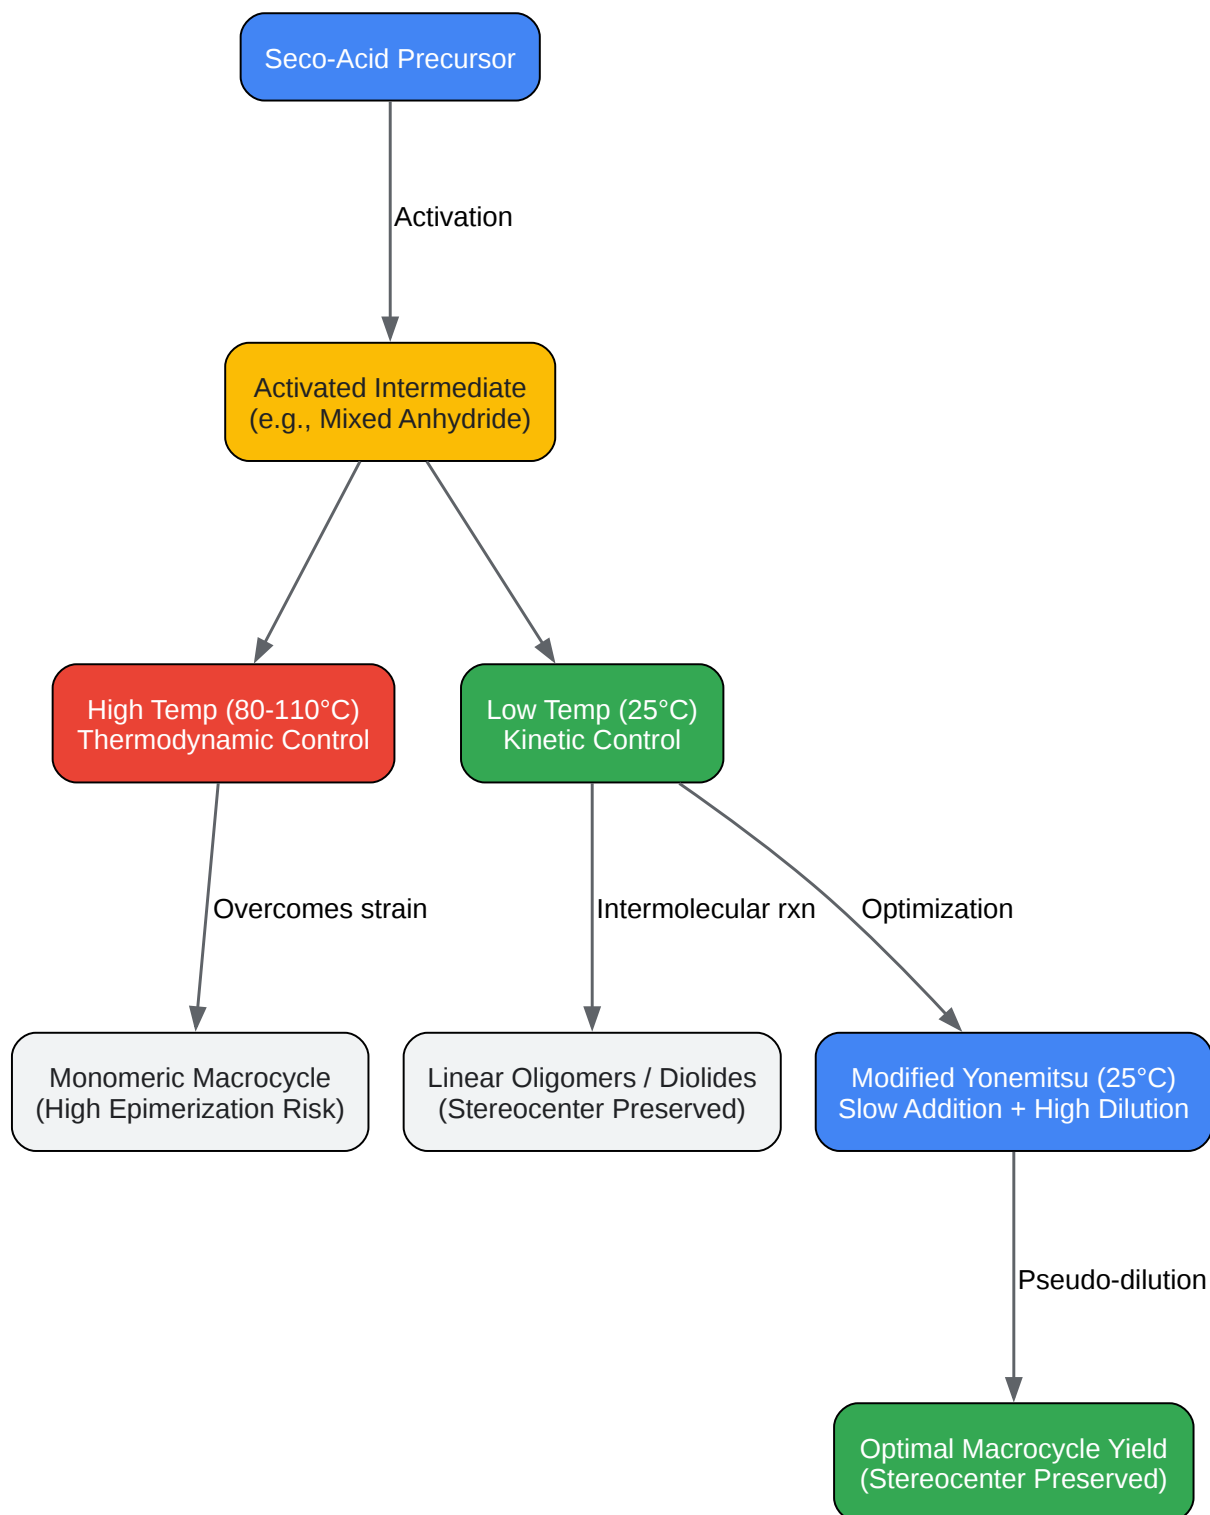 Seco-Acid Precursor
Activation
Activated Intermediate
(e.g., Mixed Anhydride)
High Temp (80-110°C)
Thermodynamic Control
Low Temp (25°C)
Kinetic Control
Overcomes strain
Intermolecular rxn
Optimization
Monomeric Macrocycle
(High Epimerization Risk)
Linear Oligomers / Diolides
(Stereocenter Preserved)
Modified Yonemitsu (25°C)
Slow Addition + High Dilution
Pseudo-dilution
Optimal Macrocycle Yield
(Stereocenter Preserved)